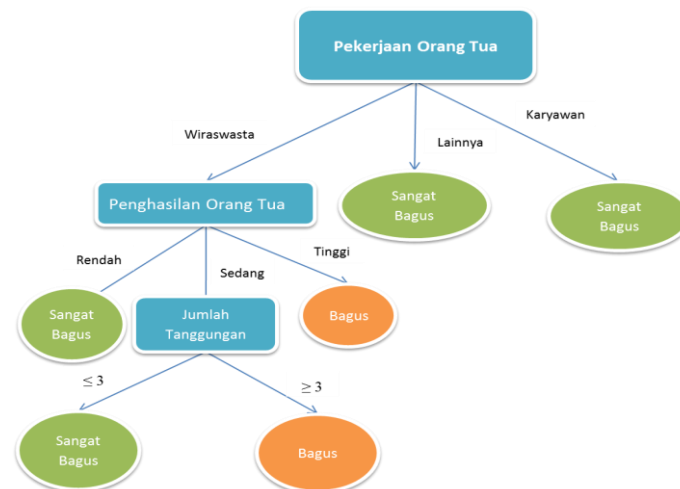 Pekerjaan Orang Tua
Karyawan
Wiraswasta
Lainnya
Sangat
Bagus
Penghasilan Orang Tua
Sangat
Bagus
Tinggi
Rendah
Sedang
Sangat
Bagus
Jumlah
Tanggungan
Bagus
≤ 3
≥ 3
Sangat
Bagus
Bagus